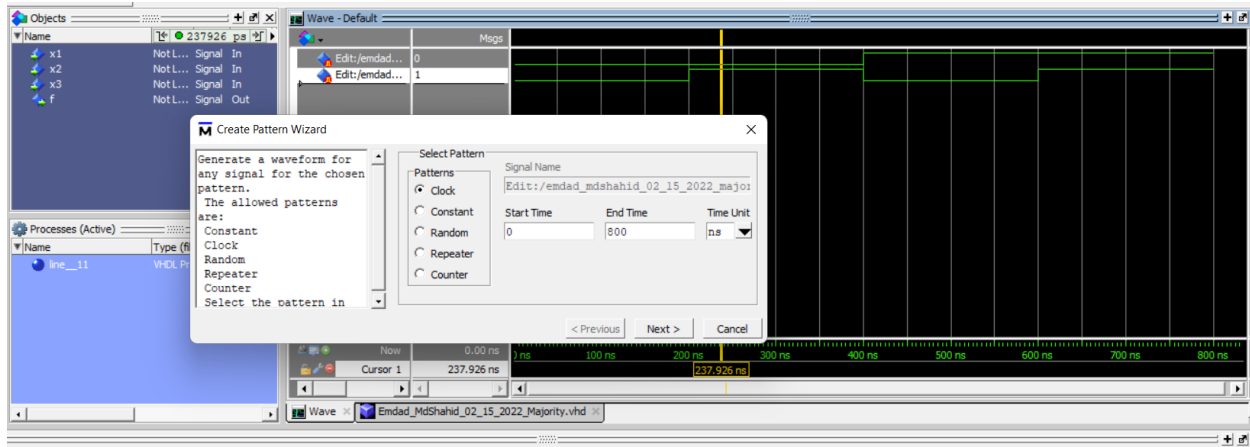 Objects
Name 237926 ps
x1 Not L... Signal In
x2 Not L... Signal In
x3 Not L... Signal In
f Not L... Signal Out
Processes (Active)
Name Type (fi
line__11 VHDL Pr
Wave - Default
Msgs
Edit:/emdad... 0
Edit:/emdad... 1
Create Pattern Wizard
Generate a waveform for
any signal for the chosen
pattern.
The allowed patterns
are:
Constant
Clock
Random
Repeater
Counter
Select the pattern in
Select Pattern
Patterns
Clock
Constant
Random
Repeater
Counter
Signal Name
Edit:/emdad_mdshahid_02_15_2022_major
Start Time End Time Time Unit
0 800 ns
< Previous Next > Cancel
Now 0.00 ns
ns 100 ns 200 ns 300 ns 400 ns 500 ns 600 ns 700 ns 800 ns
Cursor 1 237.926 ns 237.926 ns
Wave Emdad_MdShahid_02_15_2022_Majority.vhd